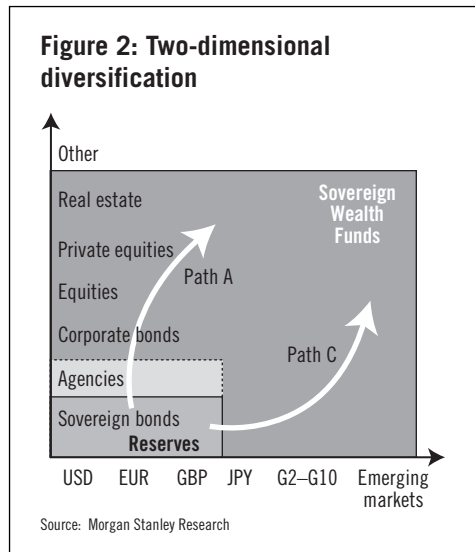 Figure 2: Two-dimensional
diversification
Other
Real estate
Sovereign
Wealth
Funds
Private equities
Path A
Equities
Corporate bonds
Path C
Agencies
Sovereign bonds
Reserves
USD EUR GBP JPY G2–G10 Emerging
markets
Source: Morgan Stanley Research